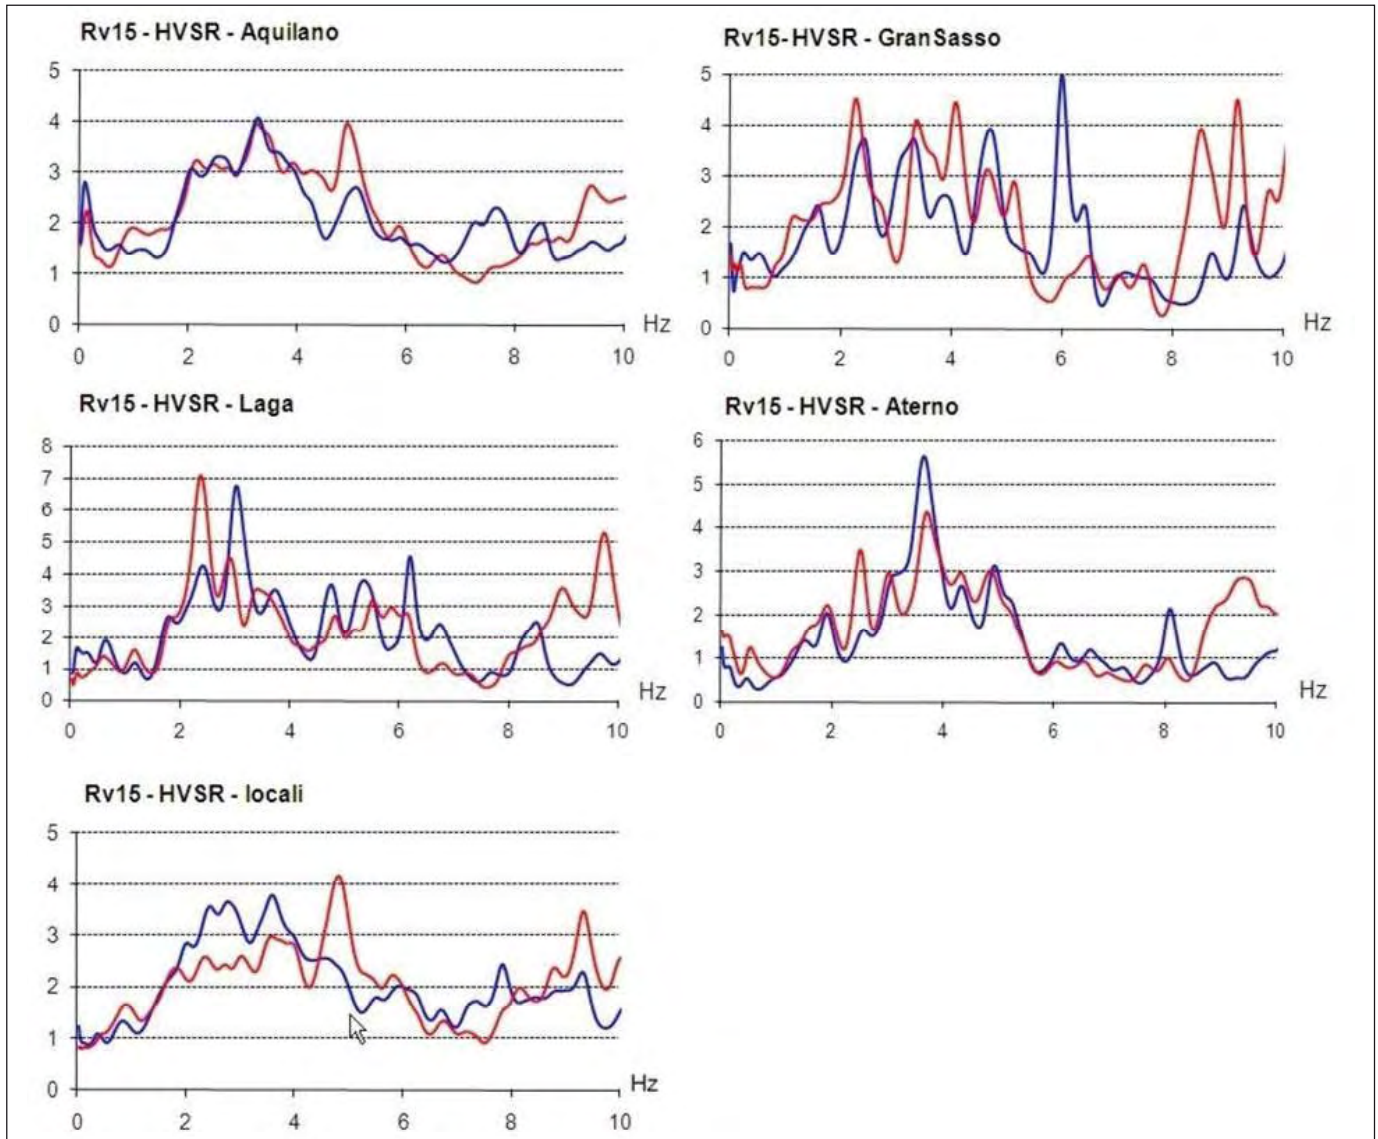 Rv15 - HVSR - Aquilano
5
4
3
2
1
0
0 2 4 6 8 10
Hz
Rv15- HVSR - GranSasso
5
4
3
2
1
0
0 2 4 6 8 10
Hz
Rv15 - HVSR - Laga
8
7
6
5
4
3
2
1
0
0 2 4 6 8 10
Hz
Rv15 - HVSR - Aterno
6
5
4
3
2
1
0
0 2 4 6 8 10
Hz
Rv15 - HVSR - locali
5
4
3
2
1
0
0 2 4 6 8 10
Hz